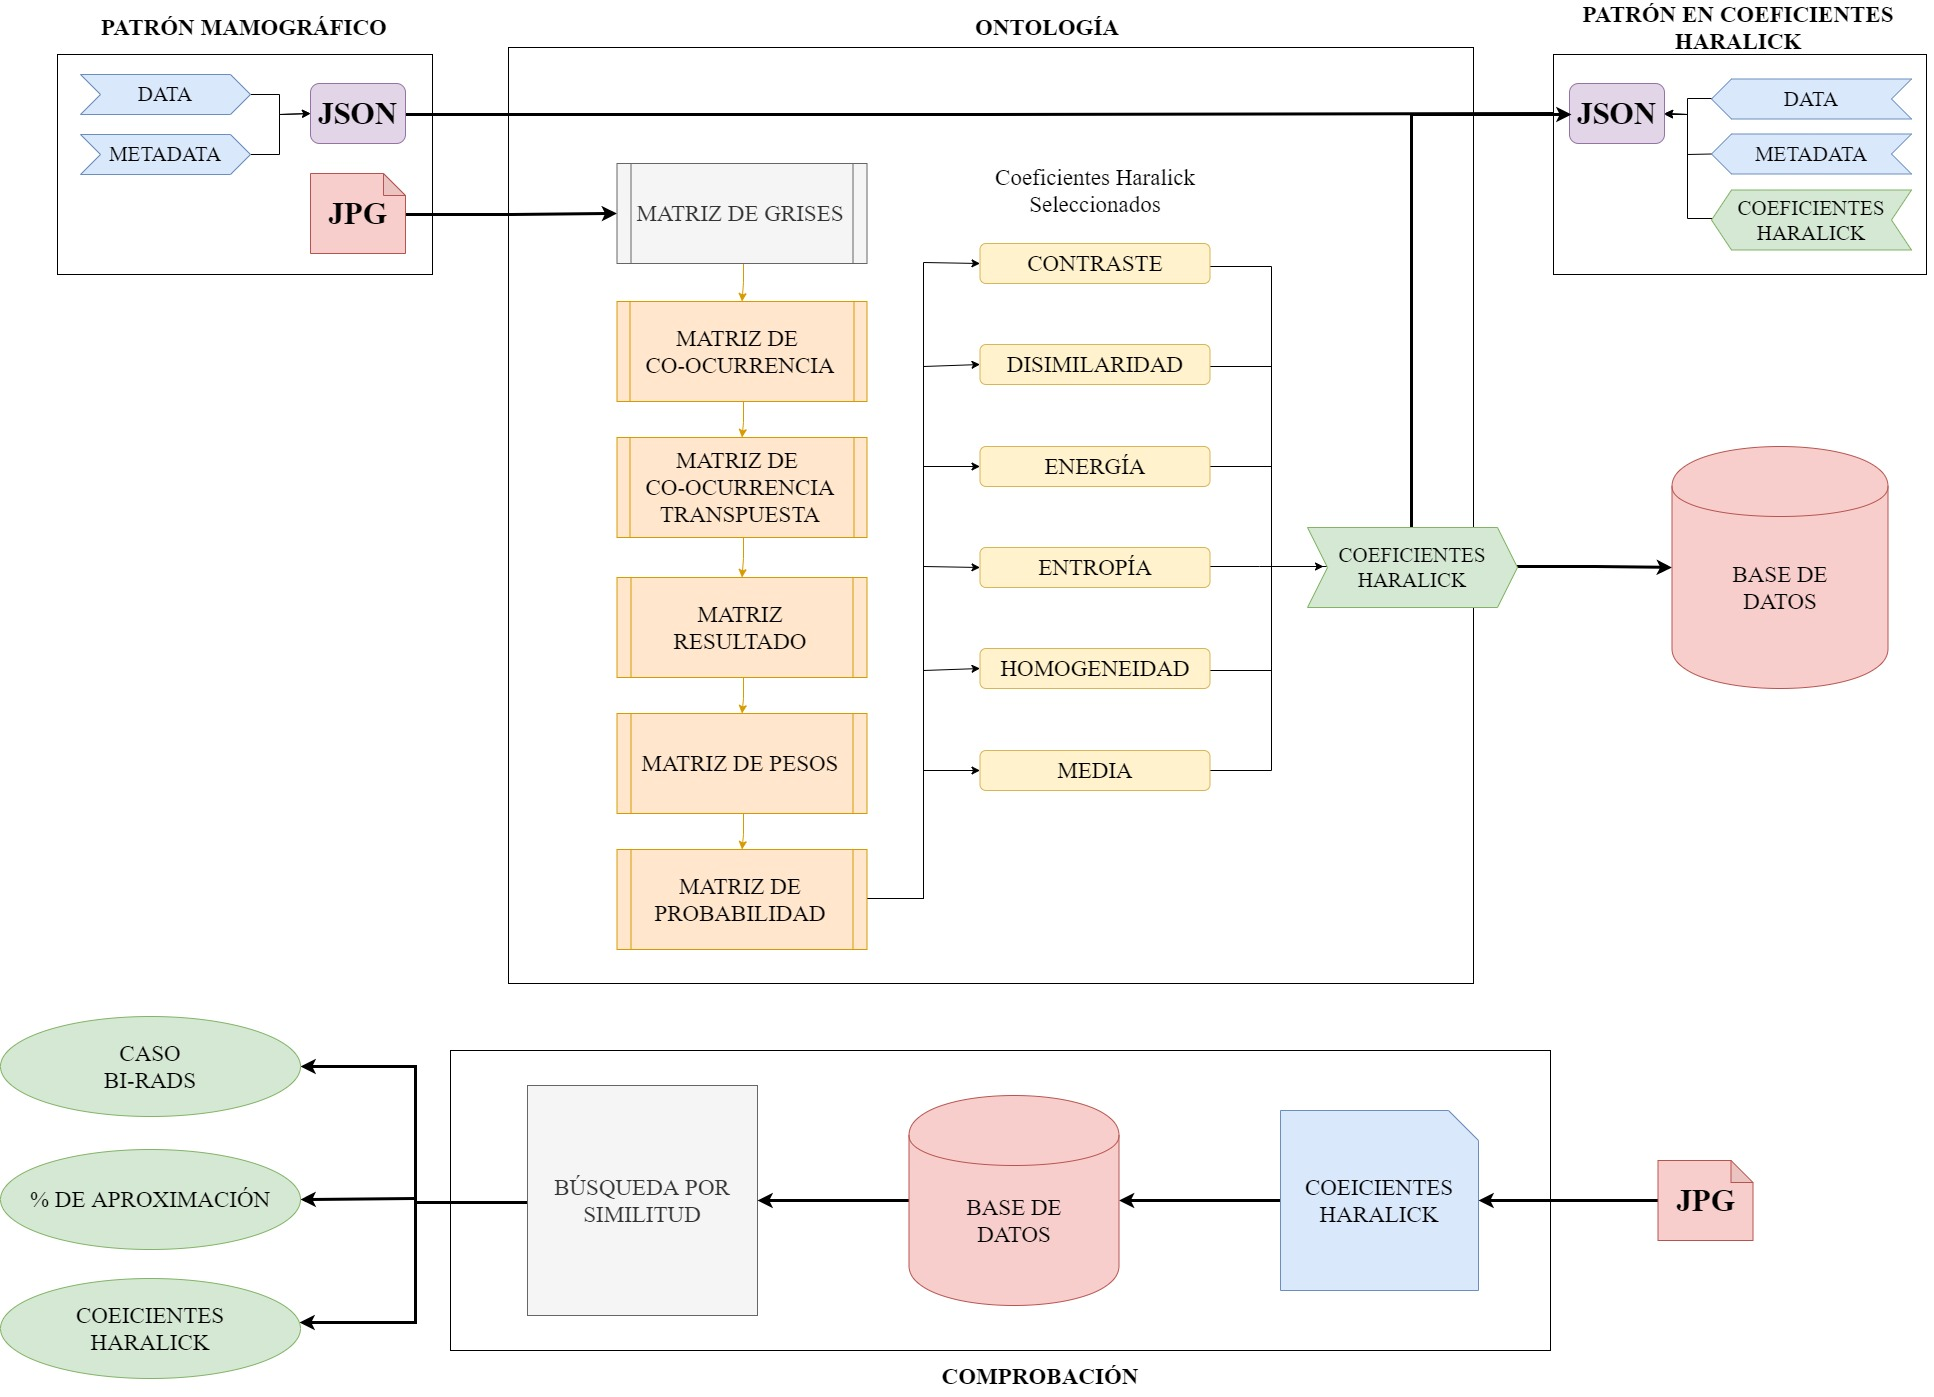 PATRÓN MAMOGRÁFICO
DATA
METADATA
JSON
JPG
ONTOLOGÍA
MATRIZ DE GRISES
MATRIZ DE
CO-OCURRENCIA
MATRIZ DE
CO-OCURRENCIA
TRANSPUESTA
MATRIZ
RESULTADO
MATRIZ DE PESOS
MATRIZ DE
PROBABILIDAD
Coeficientes Haralick
Seleccionados
CONTRASTE
DISIMILARIDAD
ENERGÍA
ENTROPÍA
HOMOGENEIDAD
MEDIA
COEFICIENTES
HARALICK
PATRÓN EN COEFICIENTES
HARALICK
JSON
DATA
METADATA
COEFICIENTES
HARALICK
BASE DE
DATOS
CASO
BI-RADS
% DE APROXIMACIÓN
COEICIENTES
HARALICK
BÚSQUEDA POR
SIMILITUD
BASE DE
DATOS
COEICIENTES
HARALICK
JPG
COMPROBACIÓN